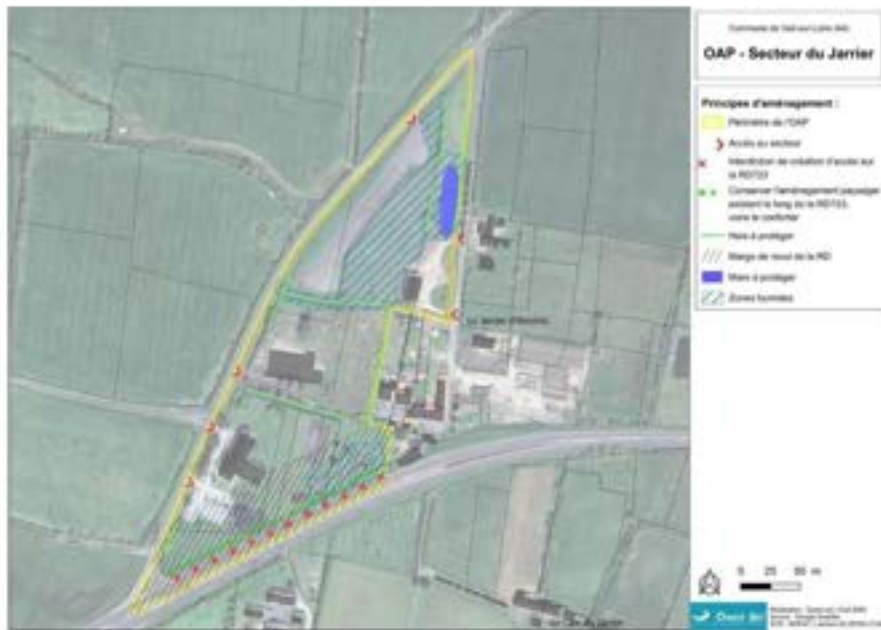 OAP - Secteur du Jarrier
Principes d'aménagement :
Périmètre de l'OAP
Accès au secteur
Interdiction de création d'accès sur
la RD723
Conserver l'aménagement paysager
existant le long de la RD723,
voire le conforter
Haie à protéger
Marge de recul de la RD
Mare à protéger
Zones humides
0 25 50 m